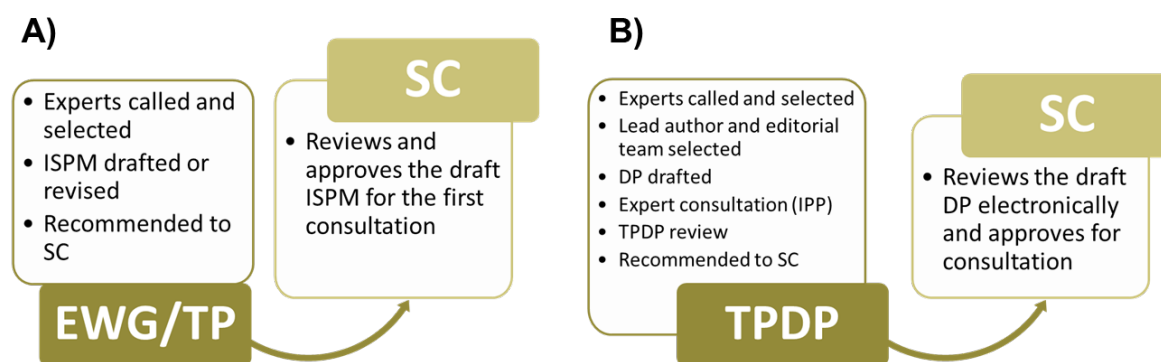 A)
SC
• Experts called and
selected
• ISPM drafted or
revised
• Recommended to
SC
EWG/TP
• Reviews and
approves the draft
ISPM for the first
consultation
B)
SC
• Experts called and selected
• Lead author and editorial
team selected
• DP drafted
• Expert consultation (IPP)
• TPDP review
• Recommended to SC
TPDP
• Reviews the draft
DP electronically
and approves for
consultation